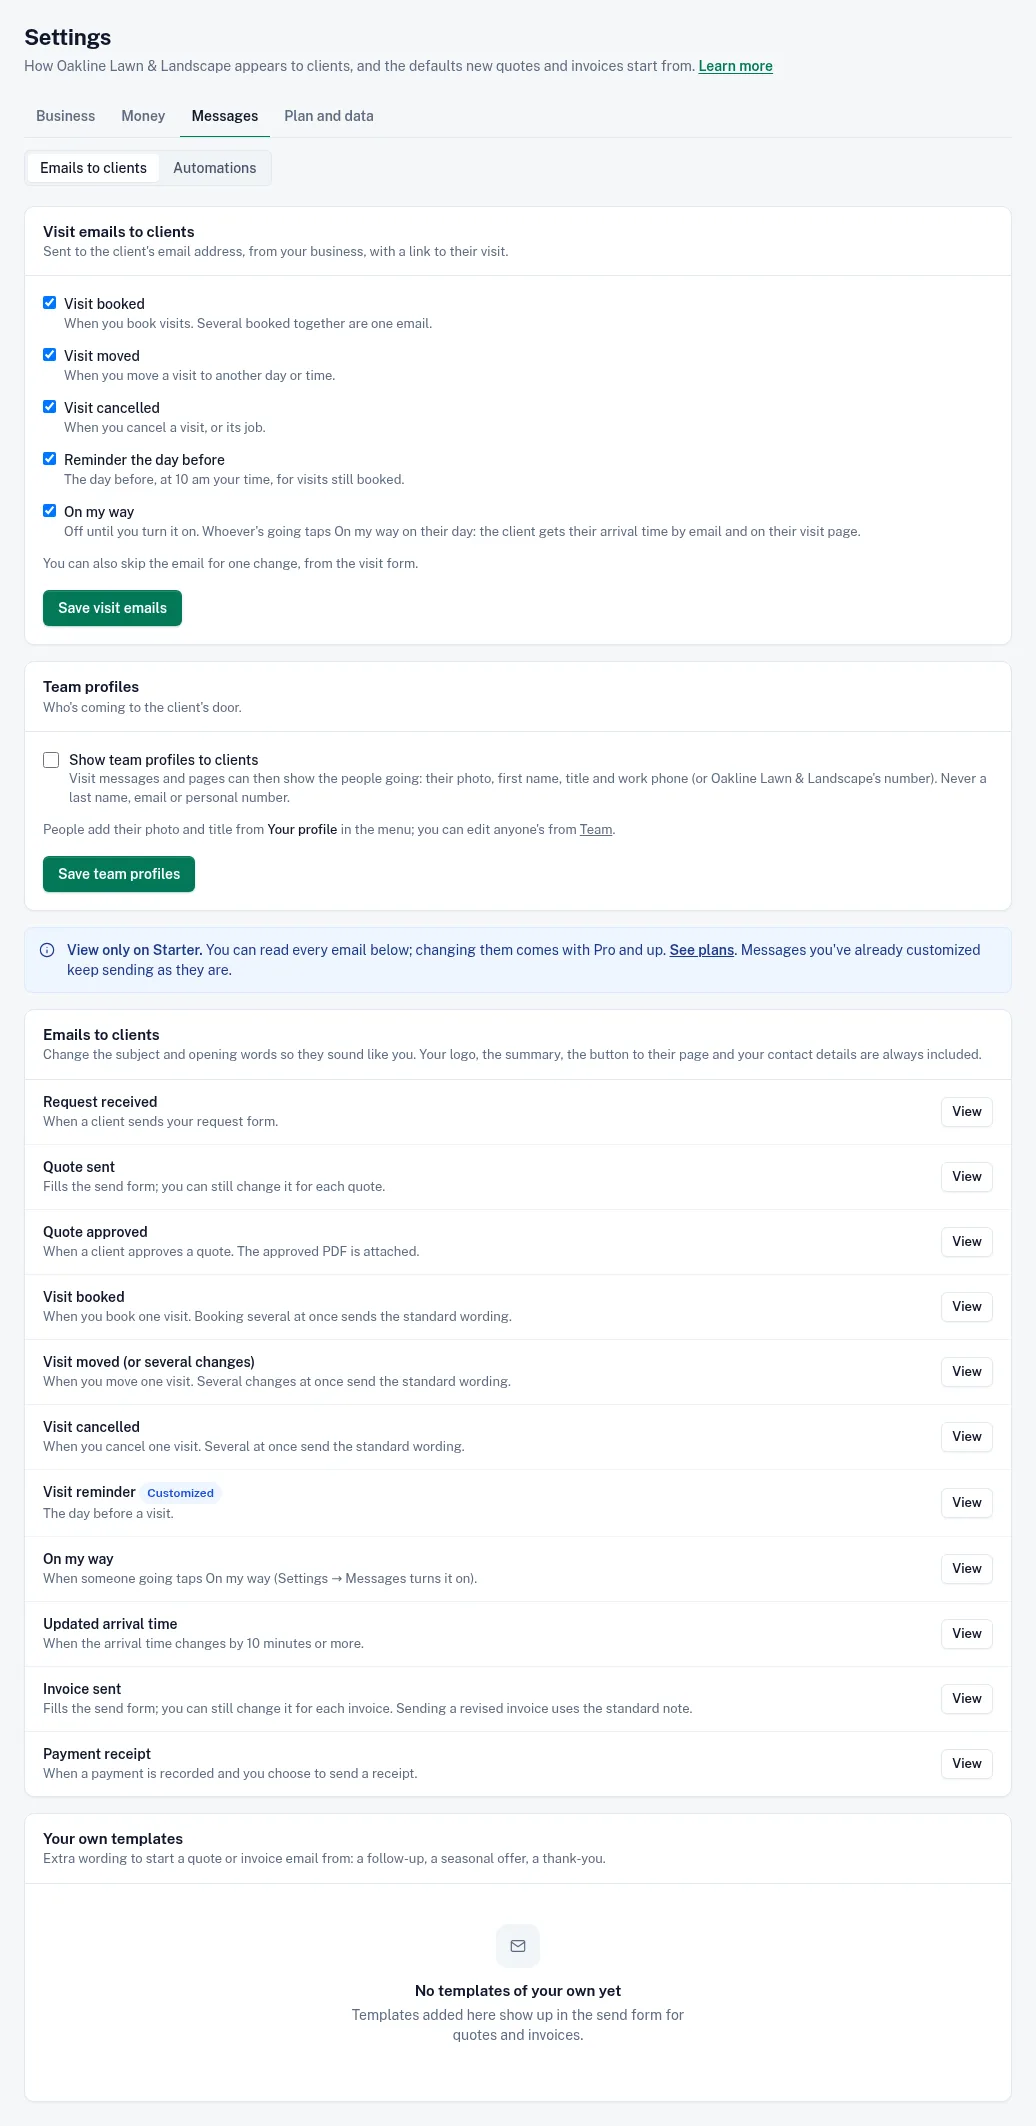 Settings
How Oakline Lawn & Landscape appears to clients, and the defaults new quotes and invoices start from. Learn more
Business Money Messages Plan and data
Emails to clients Automations
Visit emails to clients
Sent to the client's email address, from your business, with a link to their visit.
Visit booked
When you book visits. Several booked together are one email.
Visit moved
When you move a visit to another day or time.
Visit cancelled
When you cancel a visit, or its job.
Reminder the day before
The day before, at 10 am your time, for visits still booked.
On my way
Off until you turn it on. Whoever's going taps On my way on their day: the client gets their arrival time by email and on their visit page.
You can also skip the email for one change, from the visit form.
Save visit emails
Team profiles
Who's coming to the client's door.
Show team profiles to clients
Visit messages and pages can then show the people going: their photo, first name, title and work phone (or Oakline Lawn & Landscape's number). Never a
last name, email or personal number.
People add their photo and title from Your profile in the menu; you can edit anyone's from Team.
Save team profiles
View only on Starter. You can read every email below; changing them comes with Pro and up. See plans. Messages you've already customized
keep sending as they are.
Emails to clients
Change the subject and opening words so they sound like you. Your logo, the summary, the button to their page and your contact details are always included.
Request received
When a client sends your request form.
View
Quote sent
Fills the send form; you can still change it for each quote.
View
Quote approved
When a client approves a quote. The approved PDF is attached.
View
Visit booked
When you book one visit. Booking several at once sends the standard wording.
View
Visit moved (or several changes)
When you move one visit. Several changes at once send the standard wording.
View
Visit cancelled
When you cancel one visit. Several at once send the standard wording.
View
Visit reminder Customized
The day before a visit.
View
On my way
When someone going taps On my way (Settings → Messages turns it on).
View
Updated arrival time
When the arrival time changes by 10 minutes or more.
View
Invoice sent
Fills the send form; you can still change it for each invoice. Sending a revised invoice uses the standard note.
View
Payment receipt
When a payment is recorded and you choose to send a receipt.
View
Your own templates
Extra wording to start a quote or invoice email from: a follow-up, a seasonal offer, a thank-you.
No templates of your own yet
Templates added here show up in the send form for
quotes and invoices.